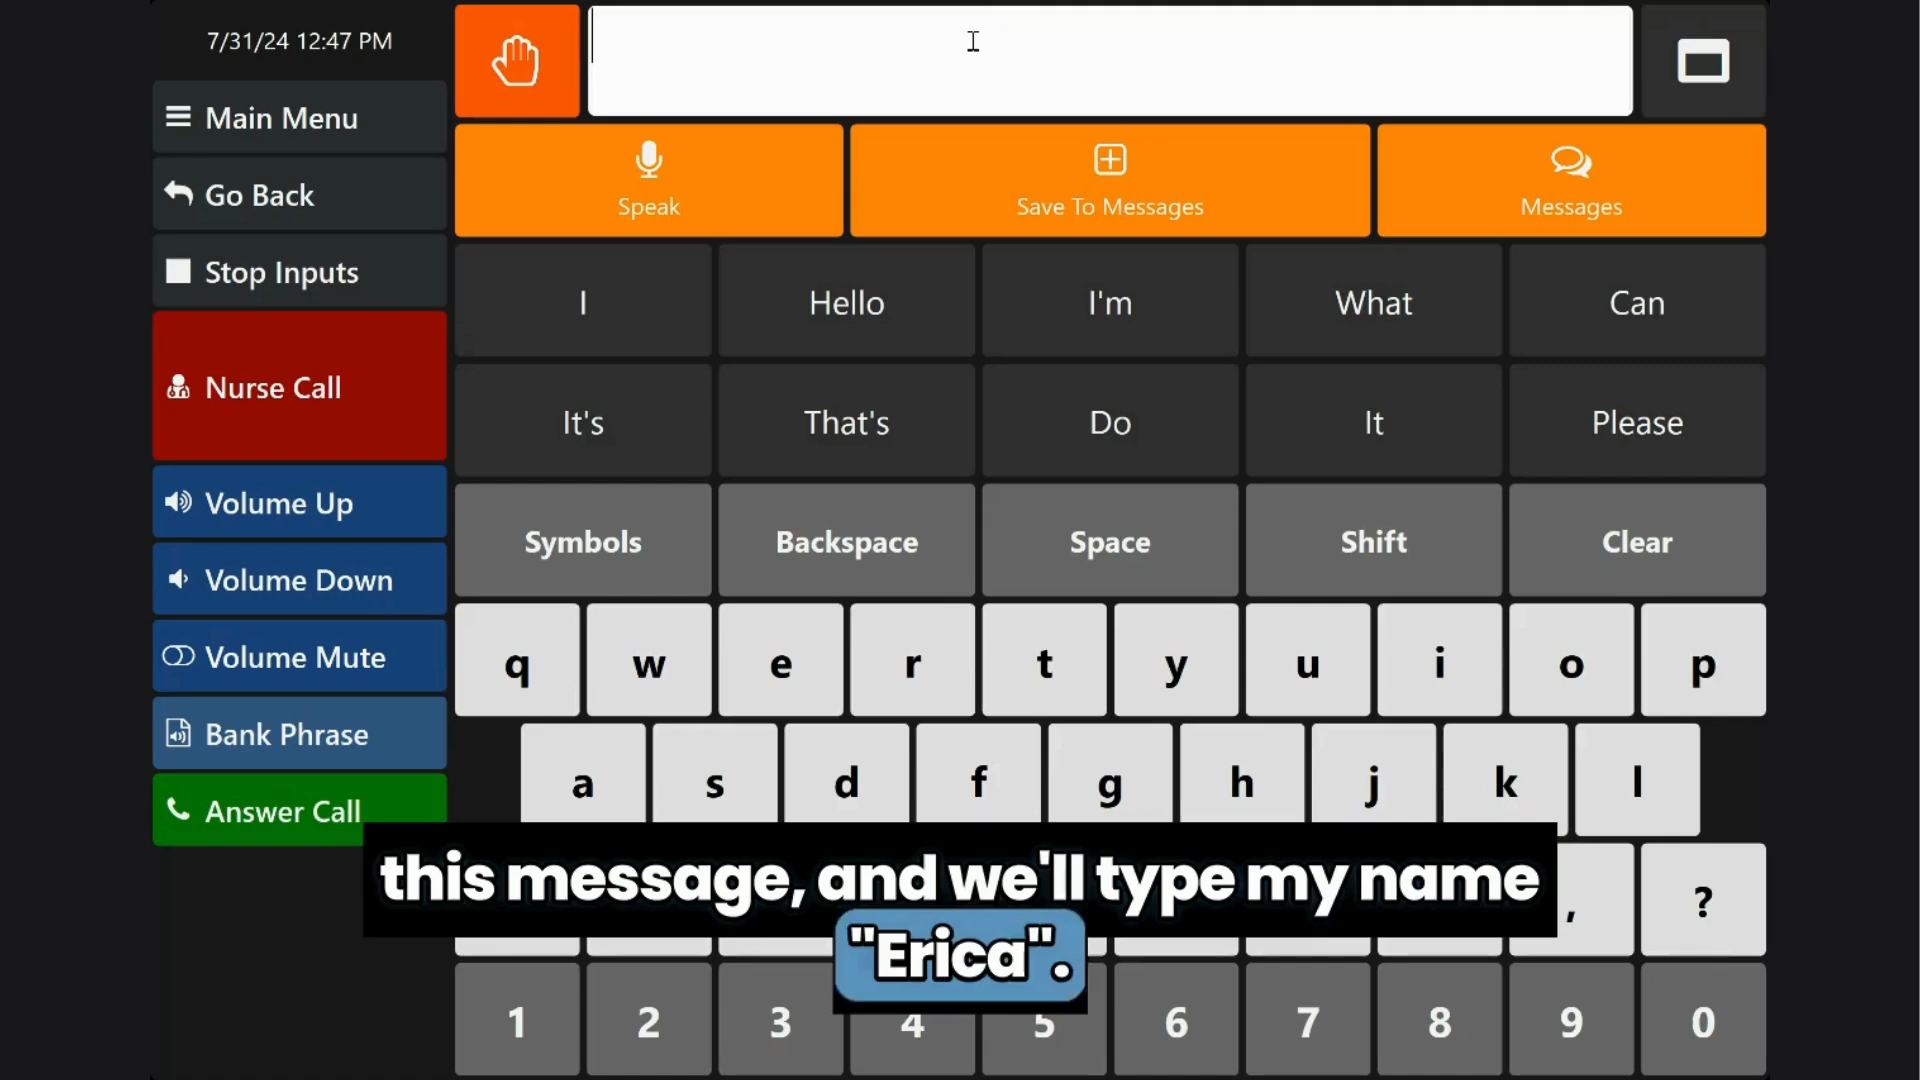 7/31/24 12:47 PM
Main Menu
Go Back
Stop Inputs
Nurse Call
Volume Up
Volume Down
Volume Mute
Bank Phrase
Answer Call
Speak
Save To Messages
Messages
I Hello I'm What Can
It's That's Do It Please
Symbols Backspace Space Shift Clear
q w e r t y u i o p
a s d f g h j k l
, ?
1 2 3 4 5 6 7 8 9 0
this message, and we'll type my name
"Erica".